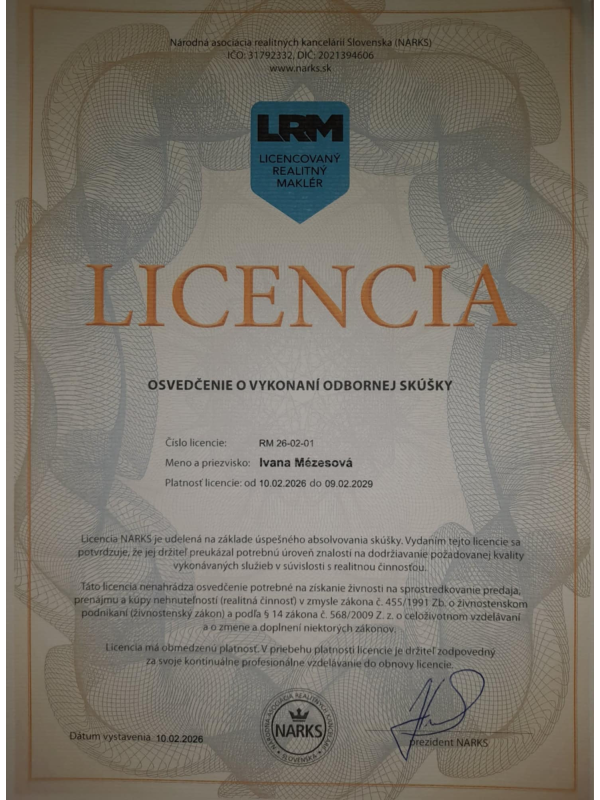 Národná asociácia realitných kancelárií Slovenska (NARKS)
IČO: 31792332, DIČ: 2021394606
www.narks.sk
LRM
LICENCOVANÝ
REALITNÝ
MAKLÉR
LICENCIA
OSVEDČENIE O VYKONANÍ ODBORNEJ SKÚŠKY
Číslo licencie: RM 26-02-01
Meno a priezvisko: Ivana Mézesová
Platnosť licencie: od 10.02.2026 do 09.02.2029
Licencia NARKS je udelená na základe úspešného absolvovania skúšky. Vydaním tejto licencie sa
potvrdzuje, že jej držiteľ preukázal potrebnú úroveň znalostí na dodržiavanie požadovanej kvality
vykonávaných služieb v súvislosti s realitnou činnosťou.
Táto licencia nenahrádza osvedčenie potrebné na získanie živnosti na sprostredkovanie predaja,
prenájmu a kúpy nehnuteľností (realitná činnosť) v zmysle zákona č. 455/1991 Zb. o živnostenskom
podnikaní (živnostenský zákon) a podľa § 14 zákona č. 568/2009 Z. z. o celoživotnom vzdelávaní
a o zmene a doplnení niektorých zákonov.
Licencia má obmedzenú platnosť. V priebehu platnosti licencie je držiteľ zodpovedný
za svoje kontinuálne profesionálne vzdelávanie do obnovy licencie.
NÁRODNÁ ASOCIÁCIA REALITNÝCH KANCELÁRIÍ
NARKS
SLOVENSKA
Dátum vystavenia: 10.02.2026
prezident NARKS